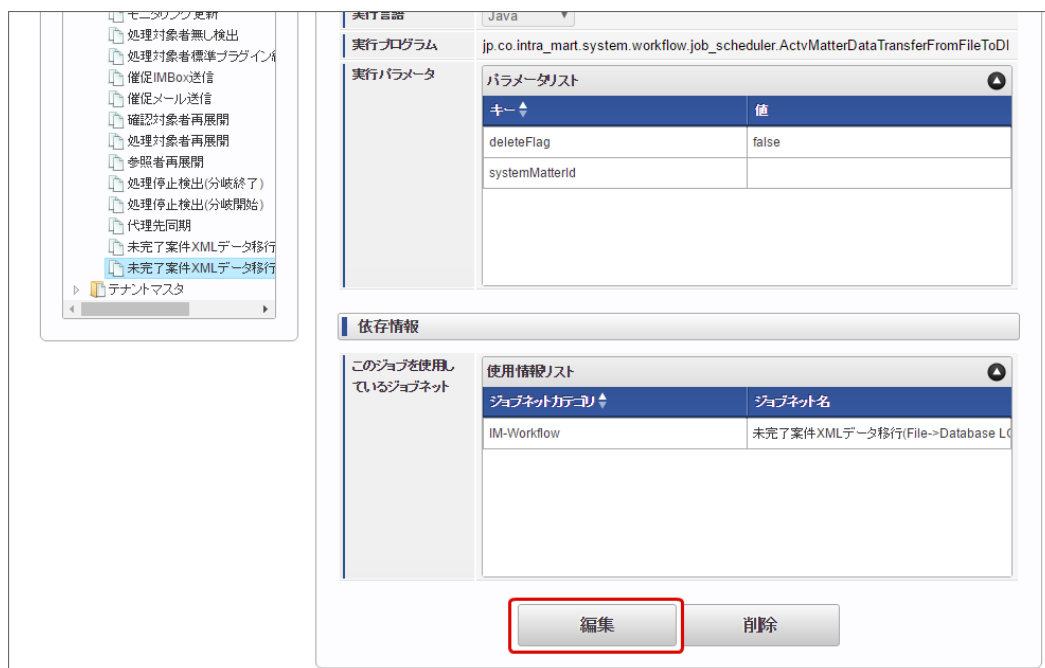 モニタリング更新
処理対象者無し検出
処理対象者標準プラグイン
催促IMBox送信
催促メール送信
確認対象者再展開
処理対象者再展開
参照者再展開
処理停止検出(分岐終了)
処理停止検出(分岐開始)
代理先同期
未完了案件XMLデータ移行
未完了案件XMLデータ移行
テナントマスタ
実行言語
Java
実行プログラム
jp.co.intra_mart.system.workflow.job_scheduler.ActvMatterDataTransferFromFileToDI
実行パラメータ
パラメータリスト
キー 値
deleteFlag false
systemMatterId
依存情報
このジョブを使用し
ているジョブネット
使用情報リスト
ジョブネットカテゴリ ジョブネット名
IM-Workflow 未完了案件XMLデータ移行(File->Database LO
編集 削除